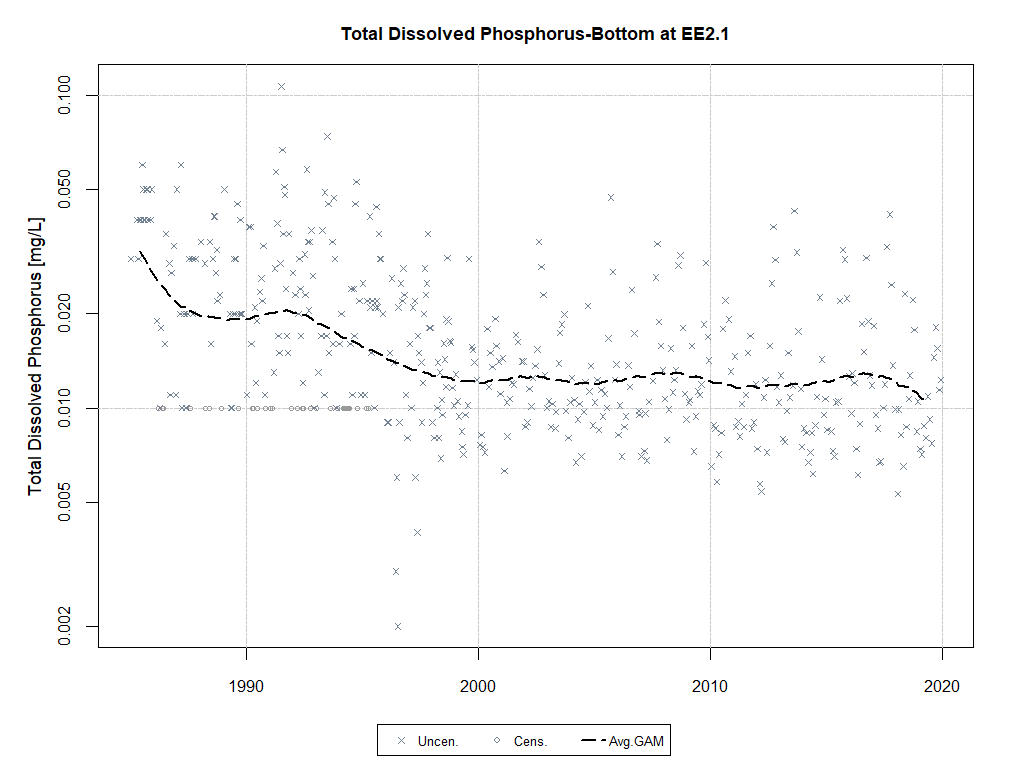 Total Dissolved Phosphorus-Bottom at EE2.1
Total Dissolved Phosphorus [mg/L]
0.100
0.050
0.020
0.010
0.005
0.002
1990 2000 2010 2020
Uncen. Cens. Avg.GAM